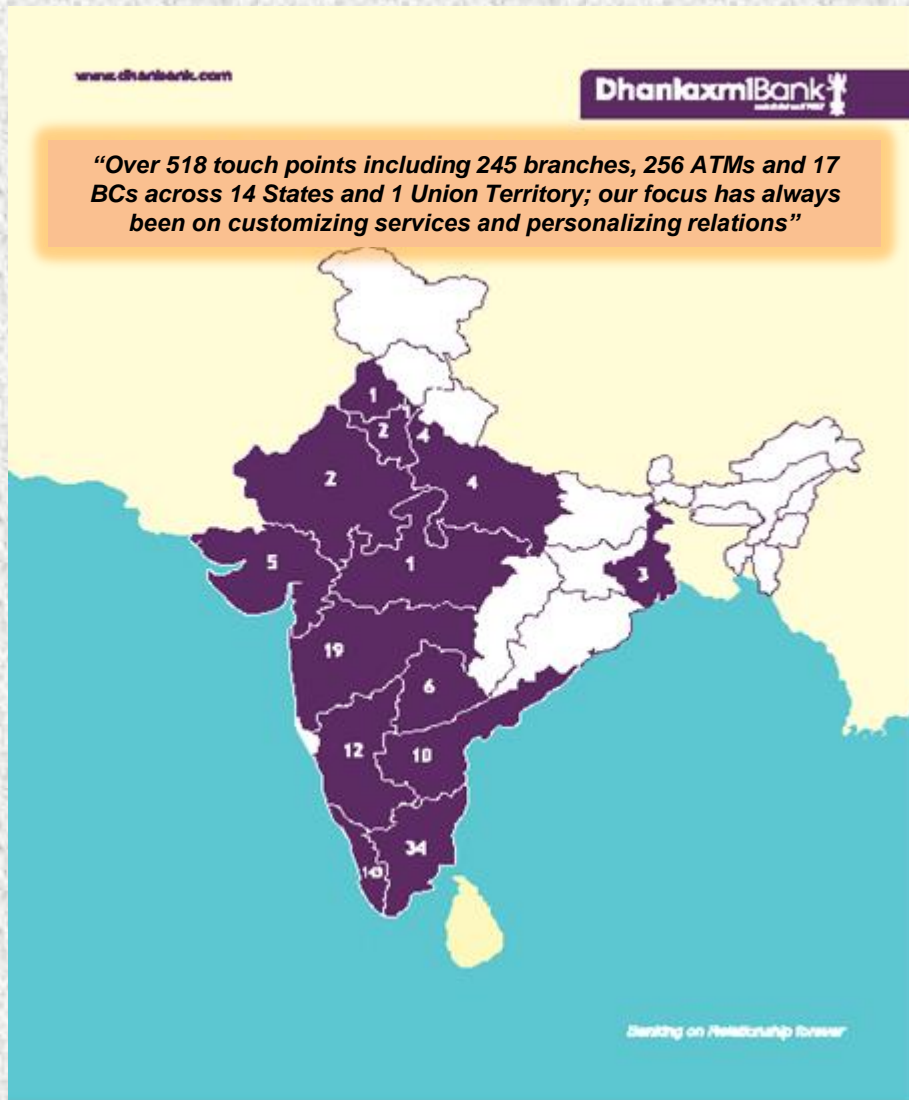 www.dhanbank.com
DhanlaxmiBank
“Over 518 touch points including 245 branches, 256 ATMs and 17
BCs across 14 States and 1 Union Territory; our focus has always
been on customizing services and personalizing relations”
1
1
2
4
2
4
5
1
3
19
6
12
10
34
143
Banking on Relationship forever